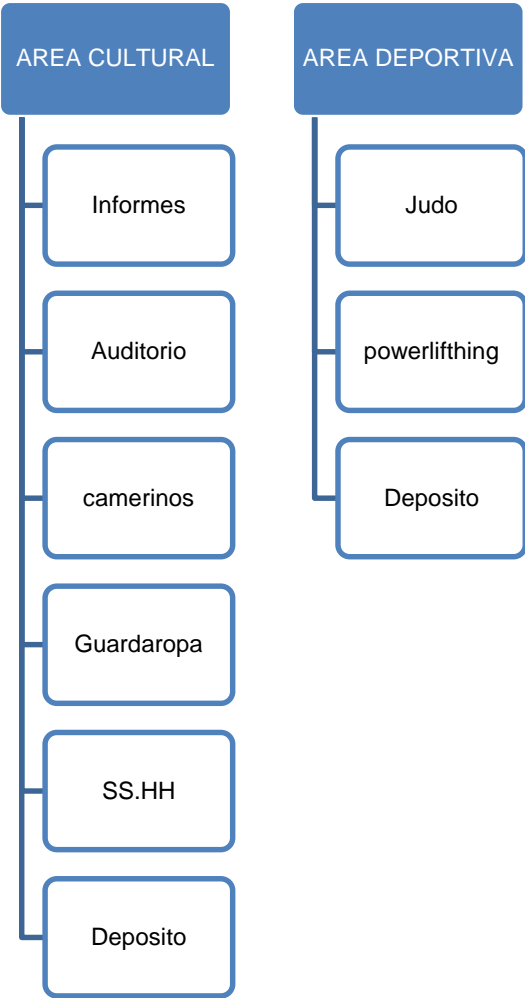 AREA CULTURAL
Informes
Auditorio
camerinos
Guardaropa
SS.HH
Deposito
AREA DEPORTIVA
Judo
powerlifthing
Deposito